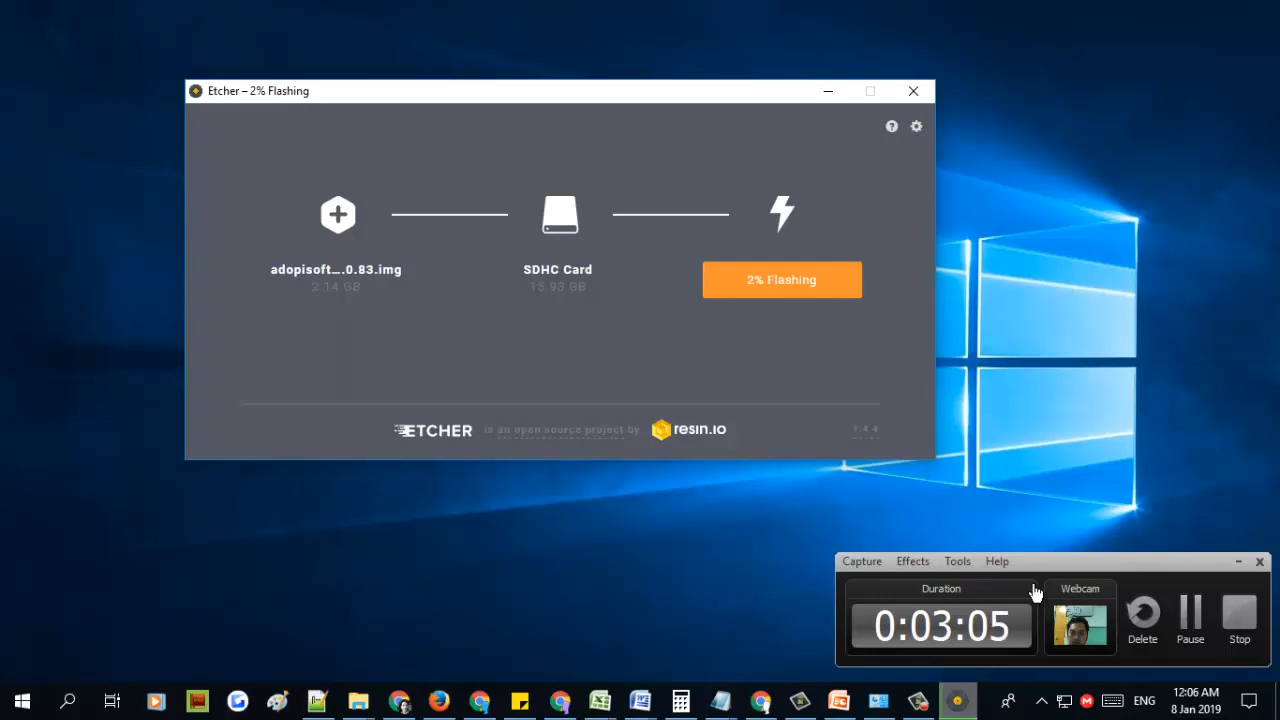 Etcher – 2% Flashing
adopisoft....0.83.img
SDHC Card
2% Flashing
2.14 GB
15.93 GB
ETCHER is an open source project by resin.io
1.4.4
Capture Effects Tools Help
Duration
Webcam
0:03:05
Delete Pause Stop
ENG
12:06 AM
8 Jan 2019